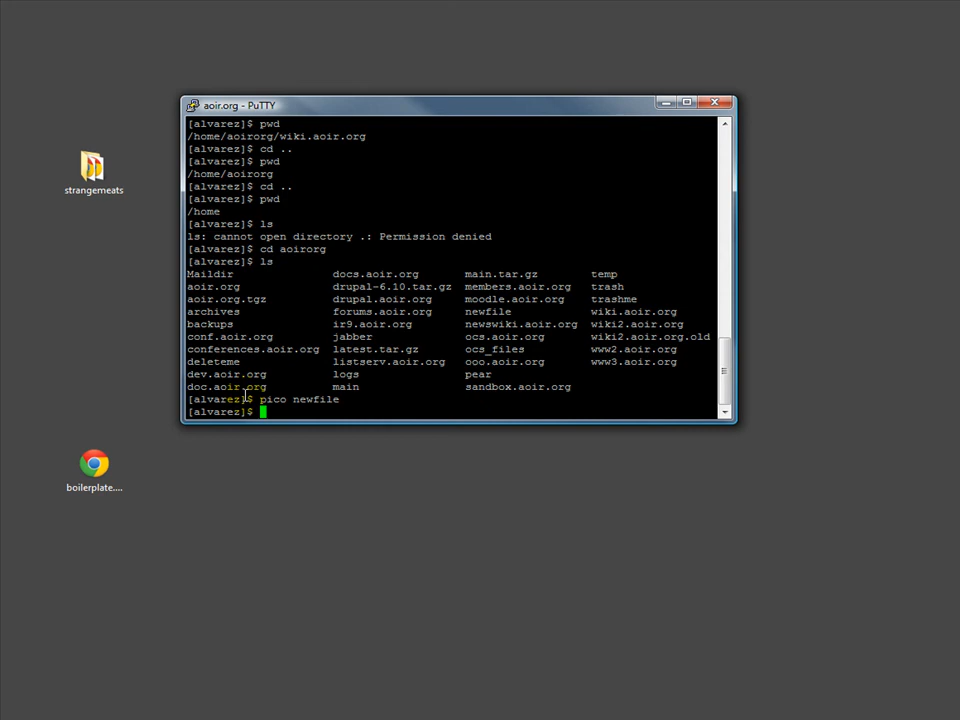 aoir.org - PuTTY
[alvarez]$ pwd
/home/aoirorg/wiki.aoir.org
[alvarez]$ cd ..
[alvarez]$ pwd
/home/aoirorg
[alvarez]$ cd ..
[alvarez]$ pwd
/home
[alvarez]$ ls
ls: cannot open directory .: Permission denied
[alvarez]$ cd aoirorg
[alvarez]$ ls
Maildir docs.aoir.org main.tar.gz temp
aoir.org drupal-6.10.tar.gz members.aoir.org trash
aoir.org.tgz drupal.aoir.org moodle.aoir.org trashme
archives forums.aoir.org newfile wiki.aoir.org
backups ir9.aoir.org newswiki.aoir.org wiki2.aoir.org
conf.aoir.org jabber ocs.aoir.org wiki2.aoir.org.old
conferences.aoir.org latest.tar.gz ocs_files www2.aoir.org
deleteme listserv.aoir.org ooo.aoir.org www3.aoir.org
dev.aoir.org logs pear
doc.aoir.org main sandbox.aoir.org
[alvarez]$ pico newfile
[alvarez]$
strangemeats
boilerplate....